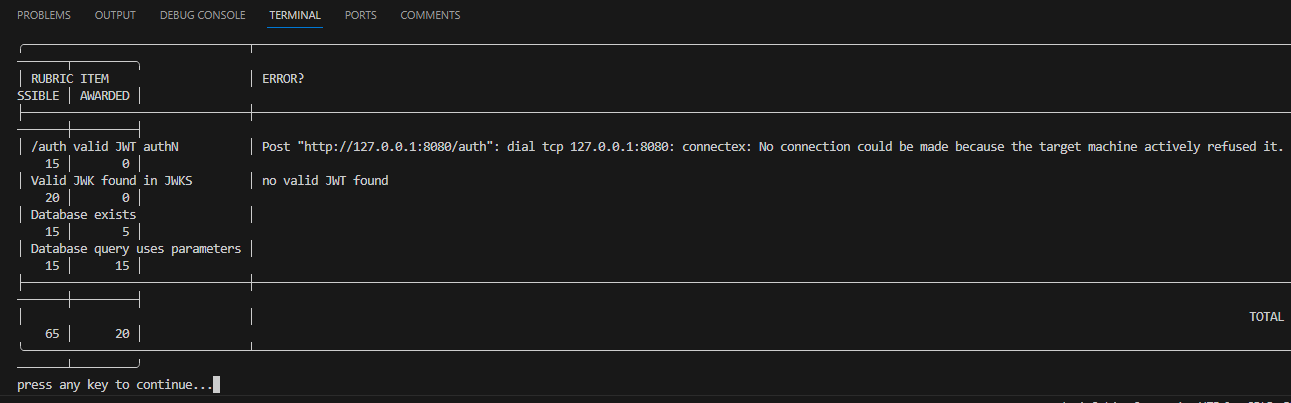 PROBLEMS OUTPUT DEBUG CONSOLE TERMINAL PORTS COMMENTS
RUBRIC ITEM ERROR?
SSIBLE AWARDED
/auth valid JWT authN Post "http://127.0.0.1:8080/auth": dial tcp 127.0.0.1:8080: connectex: No connection could be made because the target machine actively refused it.
15 0
Valid JWK found in JWKS no valid JWT found
20 0
Database exists
15 5
Database query uses parameters
15 15
TOTAL
65 20
press any key to continue...